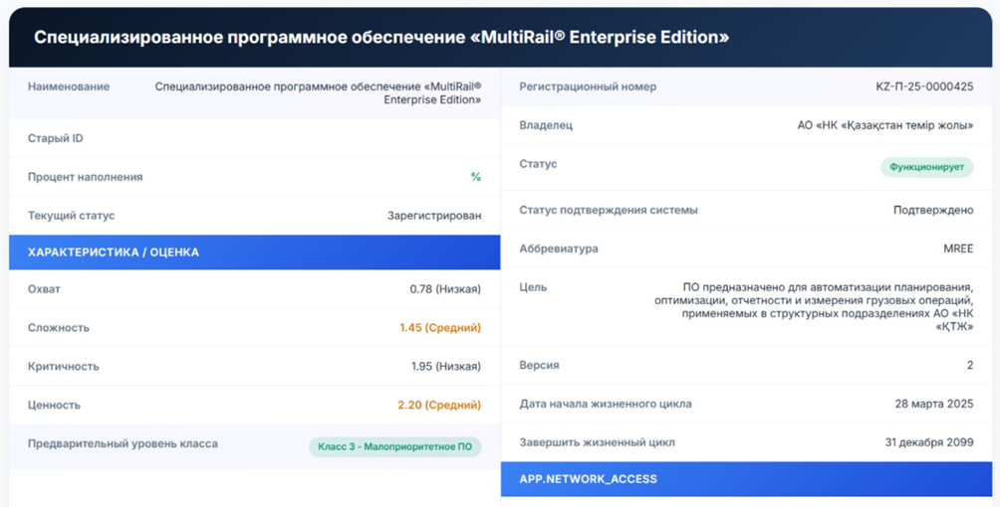 Специализированное программное обеспечение «MultiRail® Enterprise Edition»
Наименование
Специализированное программное обеспечение «MultiRail®
Enterprise Edition»
Старый ID
Процент наполнения
%
Текущий статус
Зарегистрирован
ХАРАКТЕРИСТИКА / ОЦЕНКА
Охват
0.78 (Низкая)
Сложность
1.45 (Средний)
Критичность
1.95 (Низкая)
Ценность
2.20 (Средний)
Предварительный уровень класса
Класс 3 - Малоприоритетное ПО
Регистрационный номер
KZ-П-25-0000425
Владелец
АО «НК «Қазақстан темір жолы»
Статус
Функционирует
Статус подтверждения системы
Подтверждено
Аббревиатура
MREE
Цель
ПО предназначено для автоматизации планирования,
оптимизации, отчетности и измерения грузовых операций,
применяемых в структурных подразделениях АО «НК
«ҚТЖ»
Версия
2
Дата начала жизненного цикла
28 марта 2025
Завершить жизненный цикл
31 декабря 2099
APP.NETWORK_ACCESS